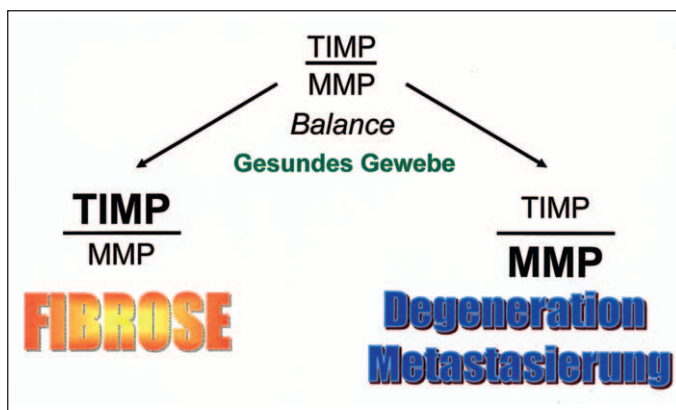 TIMP
MMP
Balance
Gesundes Gewebe
TIMP
MMP
FIBROSE
TIMP
MMP
Degeneration
Metastasierung